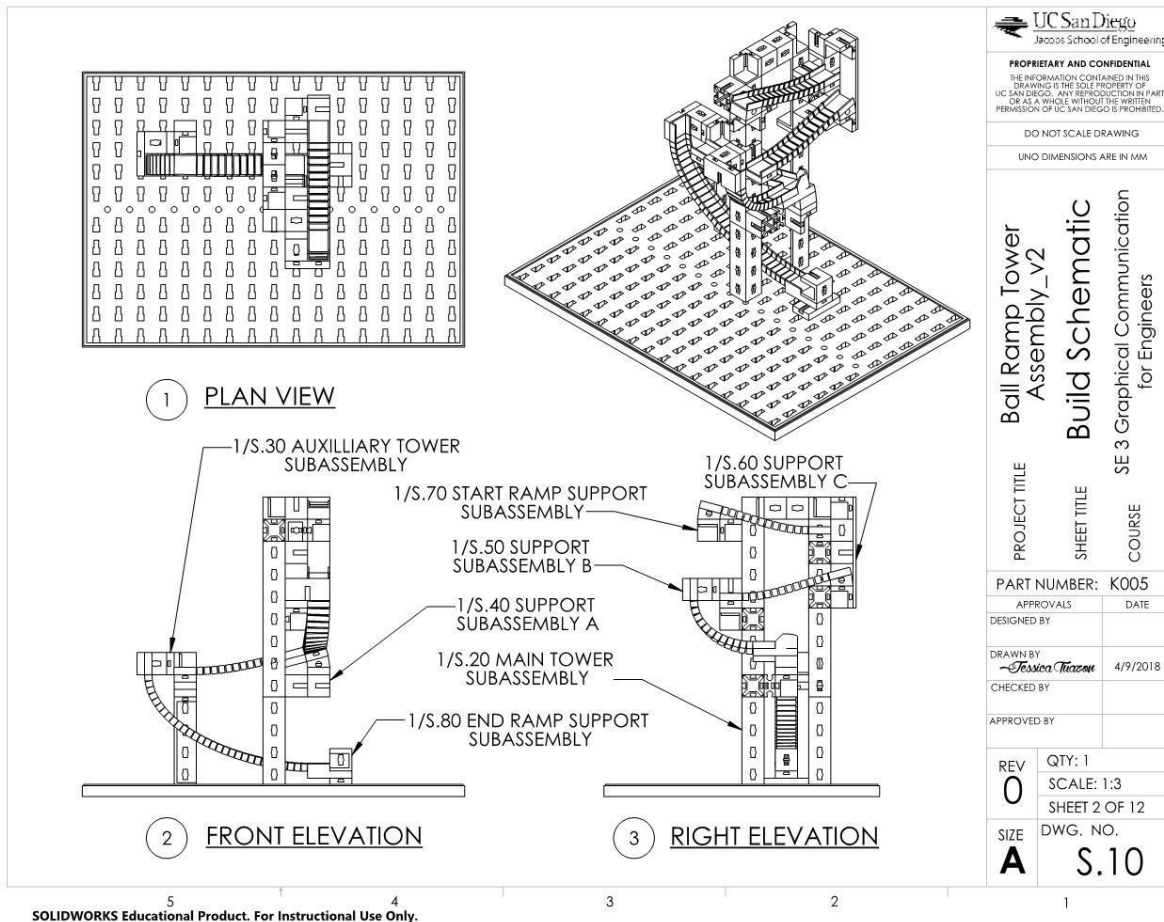 UC San Diego
Jacobs School of Engineering
PROPRIETARY AND CONFIDENTIAL
THE INFORMATION CONTAINED IN THIS
DRAWING IS THE SOLE PROPERTY OF
UC SAN DIEGO. ANY REPRODUCTION IN PART
OR AS A WHOLE WITHOUT THE WRITTEN
PERMISSION OF UC SAN DIEGO IS PROHIBITED.
DO NOT SCALE DRAWING
UNO DIMENSIONS ARE IN MM
1 PLAN VIEW
1/S.30 AUXILLIARY TOWER
SUBASSEMBLY
1/S.70 START RAMP SUPPORT
SUBASSEMBLY
1/S.60 SUPPORT
SUBASSEMBLY C
1/S.50 SUPPORT
SUBASSEMBLY B
1/S.40 SUPPORT
SUBASSEMBLY A
1/S.20 MAIN TOWER
SUBASSEMBLY
1/S.80 END RAMP SUPPORT
SUBASSEMBLY
2 FRONT ELEVATION
3 RIGHT ELEVATION
PROJECT TITLE
Ball Ramp Tower
Assembly_v2
SHEET TITLE
Build Schematic
COURSE
SE 3 Graphical Communication
for Engineers
PART NUMBER: K005
APPROVALS DATE
DESIGNED BY
DRAWN BY
Jessica Tuazon 4/9/2018
CHECKED BY
APPROVED BY
REV
0
QTY: 1
SCALE: 1:3
SHEET 2 OF 12
SIZE
A
DWG. NO.
S.10
5 4 3 2 1
SOLIDWORKS Educational Product. For Instructional Use Only.